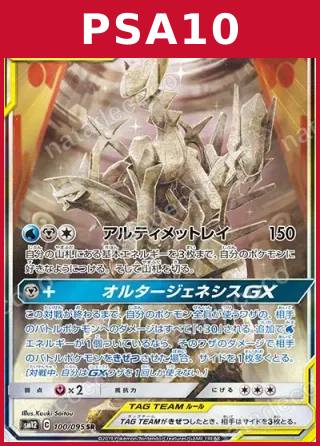 PSA10
アルティメットレイ 150
自分の山札にある基本エネルギーを3枚まで、自分のポケモンに
好きなようにつける。そして山札を切る。
+ オルタージェネシスGX
この対戦が終わるまで、自分のポケモン全員が使うワザの、相手
のバトルポケモンへのダメージはすべて「+30」される。追加で
エネルギーが1個ついているなら、そのワザのダメージで相手
のバトルポケモンをきぜつさせた場合、サイドを1枚多くとる。
[対戦中、自分はGXワザを1回しか使えない。]
弱点 ×2 抵抗力 にげる
TAG TEAM ルール
TAG TEAMがきぜつしたとき、相手はサイドを3枚とる。
sm12 C 100/095 SR
Illus.Kouki Saitou